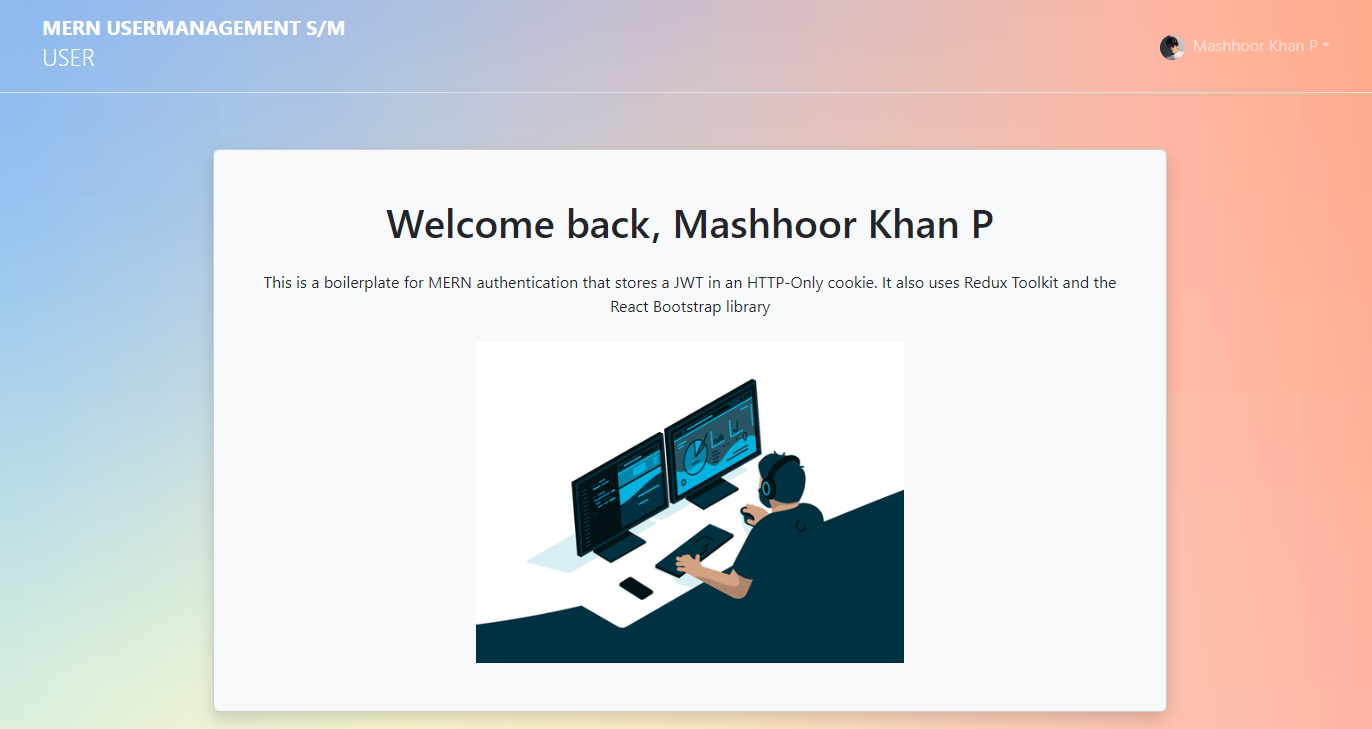 MERN USERMANAGEMENT S/M
USER
Mashhoor Khan P
Welcome back, Mashhoor Khan P
This is a boilerplate for MERN authentication that stores a JWT in an HTTP-Only cookie. It also uses Redux Toolkit and the
React Bootstrap library